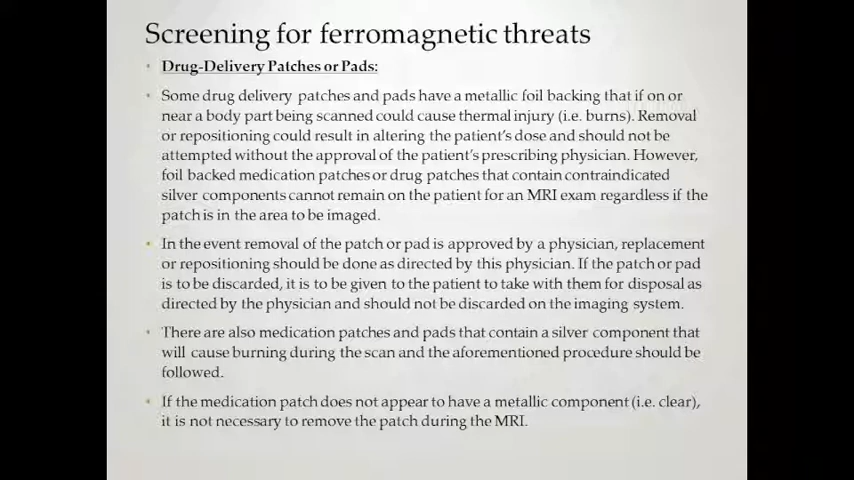 Screening for ferromagnetic threats
• Drug-Delivery Patches or Pads:
• Some drug delivery patches and pads have a metallic foil backing that if on or
near a body part being scanned could cause thermal injury (i.e. burns). Removal
or repositioning could result in altering the patient's dose and should not be
attempted without the approval of the patient's prescribing physician. However,
foil backed medication patches or drug patches that contain contraindicated
silver components cannot remain on the patient for an MRI exam regardless if the
patch is in the area to be imaged.
• In the event removal of the patch or pad is approved by a physician, replacement
or repositioning should be done as directed by this physician. If the patch or pad
is to be discarded, it is to be given to the patient to take with them for disposal as
directed by the physician and should not be discarded on the imaging system.
• There are also medication patches and pads that contain a silver component that
will cause burning during the scan and the aforementioned procedure should be
followed.
• If the medication patch does not appear to have a metallic component (i.e. clear),
it is not necessary to remove the patch during the MRI.